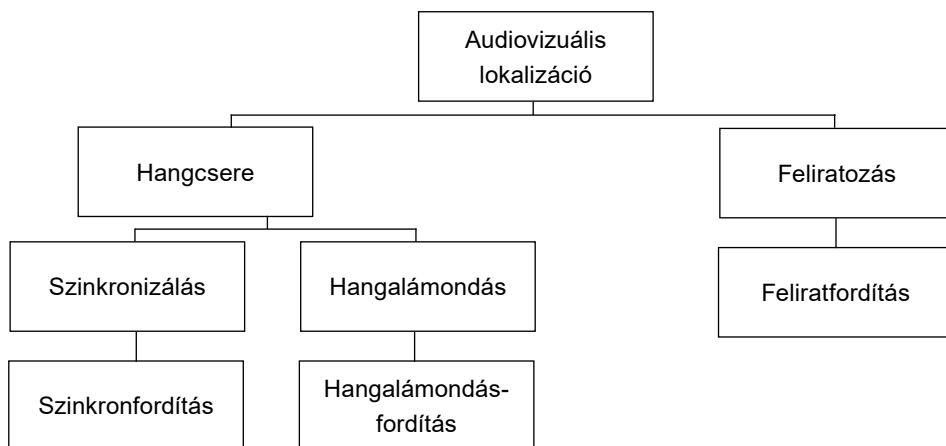 Audiovizuális
lokalizáció
Hangcsere
Feliratozás
Szinkronizálás
Hangalámondás
Feliratfordítás
Szinkronfordítás
Hangalámondás-
fordítás